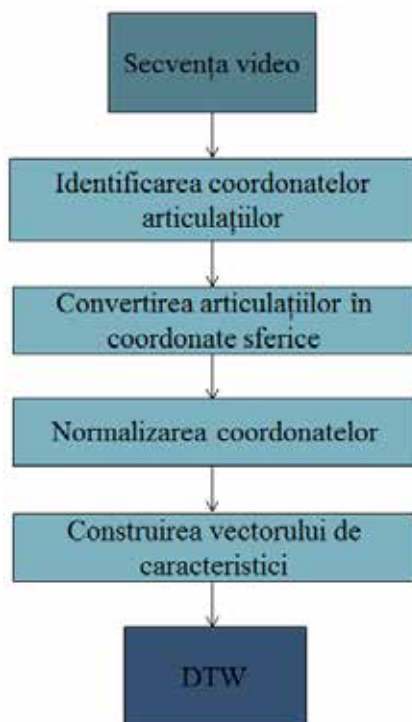 Secvența video
Identificarea coordonatelor
articulațiilor
Convertirea articulațiilor în
coordonate sferice
Normalizarea coordonatelor
Construirea vectorului de
caracteristici
DTW